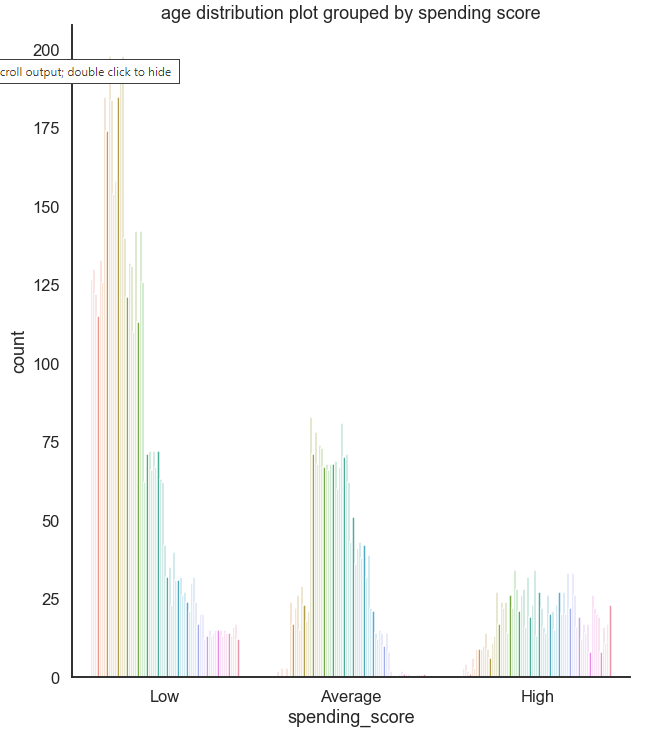 age distribution plot grouped by spending score
200
croll output; double click to hide
175
150
125
100
75
50
25
0
count
Low Average High
spending_score